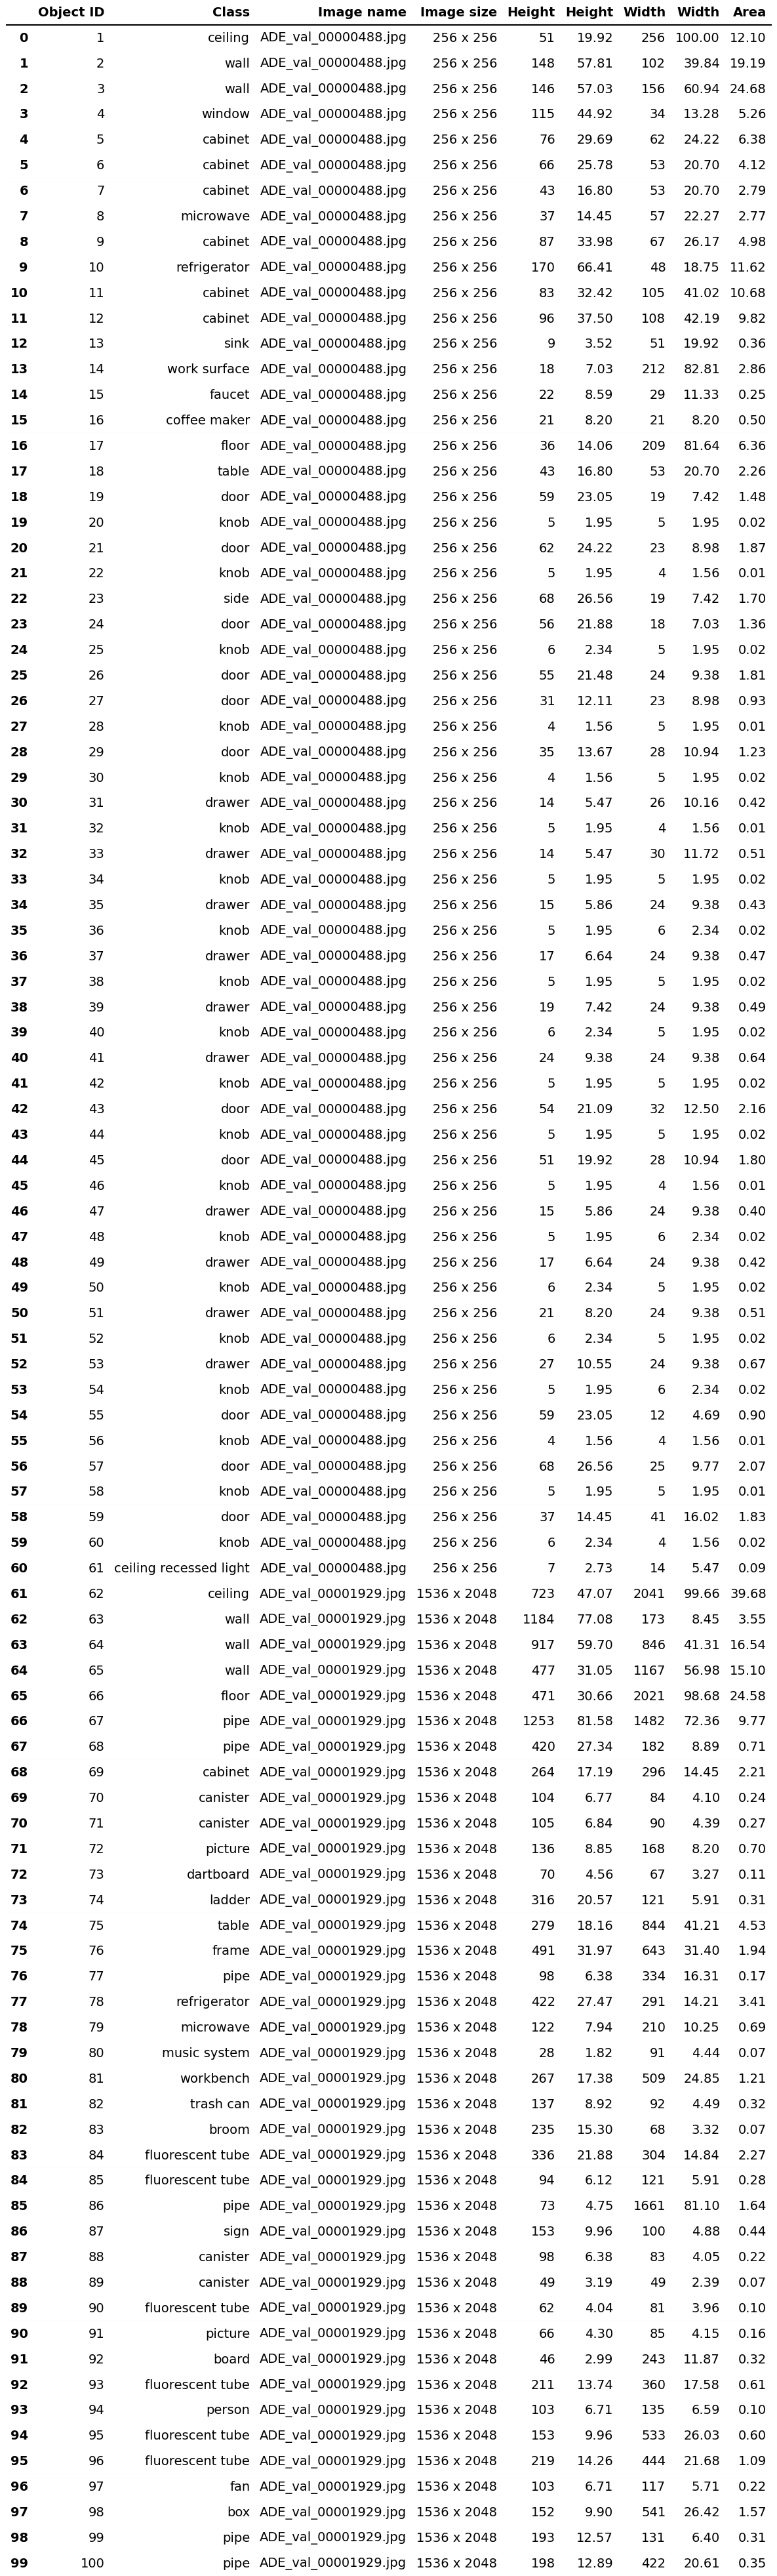 Object ID Class Image name Image size Height Height Width Width Area
0 1 ceiling ADE_val_00000488.jpg 256 x 256 51 19.92 256 100.00 12.10
1 2 wall ADE_val_00000488.jpg 256 x 256 148 57.81 102 39.84 19.19
2 3 wall ADE_val_00000488.jpg 256 x 256 146 57.03 156 60.94 24.68
3 4 window ADE_val_00000488.jpg 256 x 256 115 44.92 34 13.28 5.26
4 5 cabinet ADE_val_00000488.jpg 256 x 256 76 29.69 62 24.22 6.38
5 6 cabinet ADE_val_00000488.jpg 256 x 256 66 25.78 53 20.70 4.12
6 7 cabinet ADE_val_00000488.jpg 256 x 256 43 16.80 53 20.70 2.79
7 8 microwave ADE_val_00000488.jpg 256 x 256 37 14.45 57 22.27 2.77
8 9 cabinet ADE_val_00000488.jpg 256 x 256 87 33.98 67 26.17 4.98
9 10 refrigerator ADE_val_00000488.jpg 256 x 256 170 66.41 48 18.75 11.62
10 11 cabinet ADE_val_00000488.jpg 256 x 256 83 32.42 105 41.02 10.68
11 12 cabinet ADE_val_00000488.jpg 256 x 256 96 37.50 108 42.19 9.82
12 13 sink ADE_val_00000488.jpg 256 x 256 9 3.52 51 19.92 0.36
13 14 work surface ADE_val_00000488.jpg 256 x 256 18 7.03 212 82.81 2.86
14 15 faucet ADE_val_00000488.jpg 256 x 256 22 8.59 29 11.33 0.25
15 16 coffee maker ADE_val_00000488.jpg 256 x 256 21 8.20 21 8.20 0.50
16 17 floor ADE_val_00000488.jpg 256 x 256 36 14.06 209 81.64 6.36
17 18 table ADE_val_00000488.jpg 256 x 256 43 16.80 53 20.70 2.26
18 19 door ADE_val_00000488.jpg 256 x 256 59 23.05 19 7.42 1.48
19 20 knob ADE_val_00000488.jpg 256 x 256 5 1.95 5 1.95 0.02
20 21 door ADE_val_00000488.jpg 256 x 256 62 24.22 23 8.98 1.87
21 22 knob ADE_val_00000488.jpg 256 x 256 5 1.95 4 1.56 0.01
22 23 side ADE_val_00000488.jpg 256 x 256 68 26.56 19 7.42 1.70
23 24 door ADE_val_00000488.jpg 256 x 256 56 21.88 18 7.03 1.36
24 25 knob ADE_val_00000488.jpg 256 x 256 6 2.34 5 1.95 0.02
25 26 door ADE_val_00000488.jpg 256 x 256 55 21.48 24 9.38 1.81
26 27 door ADE_val_00000488.jpg 256 x 256 31 12.11 23 8.98 0.93
27 28 knob ADE_val_00000488.jpg 256 x 256 4 1.56 5 1.95 0.01
28 29 door ADE_val_00000488.jpg 256 x 256 35 13.67 28 10.94 1.23
29 30 knob ADE_val_00000488.jpg 256 x 256 4 1.56 5 1.95 0.02
30 31 drawer ADE_val_00000488.jpg 256 x 256 14 5.47 26 10.16 0.42
31 32 knob ADE_val_00000488.jpg 256 x 256 5 1.95 4 1.56 0.01
32 33 drawer ADE_val_00000488.jpg 256 x 256 14 5.47 30 11.72 0.51
33 34 knob ADE_val_00000488.jpg 256 x 256 5 1.95 5 1.95 0.02
34 35 drawer ADE_val_00000488.jpg 256 x 256 15 5.86 24 9.38 0.43
35 36 knob ADE_val_00000488.jpg 256 x 256 5 1.95 6 2.34 0.02
36 37 drawer ADE_val_00000488.jpg 256 x 256 17 6.64 24 9.38 0.47
37 38 knob ADE_val_00000488.jpg 256 x 256 5 1.95 5 1.95 0.02
38 39 drawer ADE_val_00000488.jpg 256 x 256 19 7.42 24 9.38 0.49
39 40 knob ADE_val_00000488.jpg 256 x 256 6 2.34 5 1.95 0.02
40 41 drawer ADE_val_00000488.jpg 256 x 256 24 9.38 24 9.38 0.64
41 42 knob ADE_val_00000488.jpg 256 x 256 5 1.95 5 1.95 0.02
42 43 door ADE_val_00000488.jpg 256 x 256 54 21.09 32 12.50 2.16
43 44 knob ADE_val_00000488.jpg 256 x 256 5 1.95 5 1.95 0.02
44 45 door ADE_val_00000488.jpg 256 x 256 51 19.92 28 10.94 1.80
45 46 knob ADE_val_00000488.jpg 256 x 256 5 1.95 4 1.56 0.01
46 47 drawer ADE_val_00000488.jpg 256 x 256 15 5.86 24 9.38 0.40
47 48 knob ADE_val_00000488.jpg 256 x 256 5 1.95 6 2.34 0.02
48 49 drawer ADE_val_00000488.jpg 256 x 256 17 6.64 24 9.38 0.42
49 50 knob ADE_val_00000488.jpg 256 x 256 6 2.34 5 1.95 0.02
50 51 drawer ADE_val_00000488.jpg 256 x 256 21 8.20 24 9.38 0.51
51 52 knob ADE_val_00000488.jpg 256 x 256 6 2.34 5 1.95 0.02
52 53 drawer ADE_val_00000488.jpg 256 x 256 27 10.55 24 9.38 0.67
53 54 knob ADE_val_00000488.jpg 256 x 256 5 1.95 6 2.34 0.02
54 55 door ADE_val_00000488.jpg 256 x 256 59 23.05 12 4.69 0.90
55 56 knob ADE_val_00000488.jpg 256 x 256 4 1.56 4 1.56 0.01
56 57 door ADE_val_00000488.jpg 256 x 256 68 26.56 25 9.77 2.07
57 58 knob ADE_val_00000488.jpg 256 x 256 5 1.95 5 1.95 0.01
58 59 door ADE_val_00000488.jpg 256 x 256 37 14.45 41 16.02 1.83
59 60 knob ADE_val_00000488.jpg 256 x 256 6 2.34 4 1.56 0.02
60 61 ceiling recessed light ADE_val_00000488.jpg 256 x 256 7 2.73 14 5.47 0.09
61 62 ceiling ADE_val_00001929.jpg 1536 x 2048 723 47.07 2041 99.66 39.68
62 63 wall ADE_val_00001929.jpg 1536 x 2048 1184 77.08 173 8.45 3.55
63 64 wall ADE_val_00001929.jpg 1536 x 2048 917 59.70 846 41.31 16.54
64 65 wall ADE_val_00001929.jpg 1536 x 2048 477 31.05 1167 56.98 15.10
65 66 floor ADE_val_00001929.jpg 1536 x 2048 471 30.66 2021 98.68 24.58
66 67 pipe ADE_val_00001929.jpg 1536 x 2048 1253 81.58 1482 72.36 9.77
67 68 pipe ADE_val_00001929.jpg 1536 x 2048 420 27.34 182 8.89 0.71
68 69 cabinet ADE_val_00001929.jpg 1536 x 2048 264 17.19 296 14.45 2.21
69 70 canister ADE_val_00001929.jpg 1536 x 2048 104 6.77 84 4.10 0.24
70 71 canister ADE_val_00001929.jpg 1536 x 2048 105 6.84 90 4.39 0.27
71 72 picture ADE_val_00001929.jpg 1536 x 2048 136 8.85 168 8.20 0.70
72 73 dartboard ADE_val_00001929.jpg 1536 x 2048 70 4.56 67 3.27 0.11
73 74 ladder ADE_val_00001929.jpg 1536 x 2048 316 20.57 121 5.91 0.31
74 75 table ADE_val_00001929.jpg 1536 x 2048 279 18.16 844 41.21 4.53
75 76 frame ADE_val_00001929.jpg 1536 x 2048 491 31.97 643 31.40 1.94
76 77 pipe ADE_val_00001929.jpg 1536 x 2048 98 6.38 334 16.31 0.17
77 78 refrigerator ADE_val_00001929.jpg 1536 x 2048 422 27.47 291 14.21 3.41
78 79 microwave ADE_val_00001929.jpg 1536 x 2048 122 7.94 210 10.25 0.69
79 80 music system ADE_val_00001929.jpg 1536 x 2048 28 1.82 91 4.44 0.07
80 81 workbench ADE_val_00001929.jpg 1536 x 2048 267 17.38 509 24.85 1.21
81 82 trash can ADE_val_00001929.jpg 1536 x 2048 137 8.92 92 4.49 0.32
82 83 broom ADE_val_00001929.jpg 1536 x 2048 235 15.30 68 3.32 0.07
83 84 fluorescent tube ADE_val_00001929.jpg 1536 x 2048 336 21.88 304 14.84 2.27
84 85 fluorescent tube ADE_val_00001929.jpg 1536 x 2048 94 6.12 121 5.91 0.28
85 86 pipe ADE_val_00001929.jpg 1536 x 2048 73 4.75 1661 81.10 1.64
86 87 sign ADE_val_00001929.jpg 1536 x 2048 153 9.96 100 4.88 0.44
87 88 canister ADE_val_00001929.jpg 1536 x 2048 98 6.38 83 4.05 0.22
88 89 canister ADE_val_00001929.jpg 1536 x 2048 49 3.19 49 2.39 0.07
89 90 fluorescent tube ADE_val_00001929.jpg 1536 x 2048 62 4.04 81 3.96 0.10
90 91 picture ADE_val_00001929.jpg 1536 x 2048 66 4.30 85 4.15 0.16
91 92 board ADE_val_00001929.jpg 1536 x 2048 46 2.99 243 11.87 0.32
92 93 fluorescent tube ADE_val_00001929.jpg 1536 x 2048 211 13.74 360 17.58 0.61
93 94 person ADE_val_00001929.jpg 1536 x 2048 103 6.71 135 6.59 0.10
94 95 fluorescent tube ADE_val_00001929.jpg 1536 x 2048 153 9.96 533 26.03 0.60
95 96 fluorescent tube ADE_val_00001929.jpg 1536 x 2048 219 14.26 444 21.68 1.09
96 97 fan ADE_val_00001929.jpg 1536 x 2048 103 6.71 117 5.71 0.22
97 98 box ADE_val_00001929.jpg 1536 x 2048 152 9.90 541 26.42 1.57
98 99 pipe ADE_val_00001929.jpg 1536 x 2048 193 12.57 131 6.40 0.31
99 100 pipe ADE_val_00001929.jpg 1536 x 2048 198 12.89 422 20.61 0.35